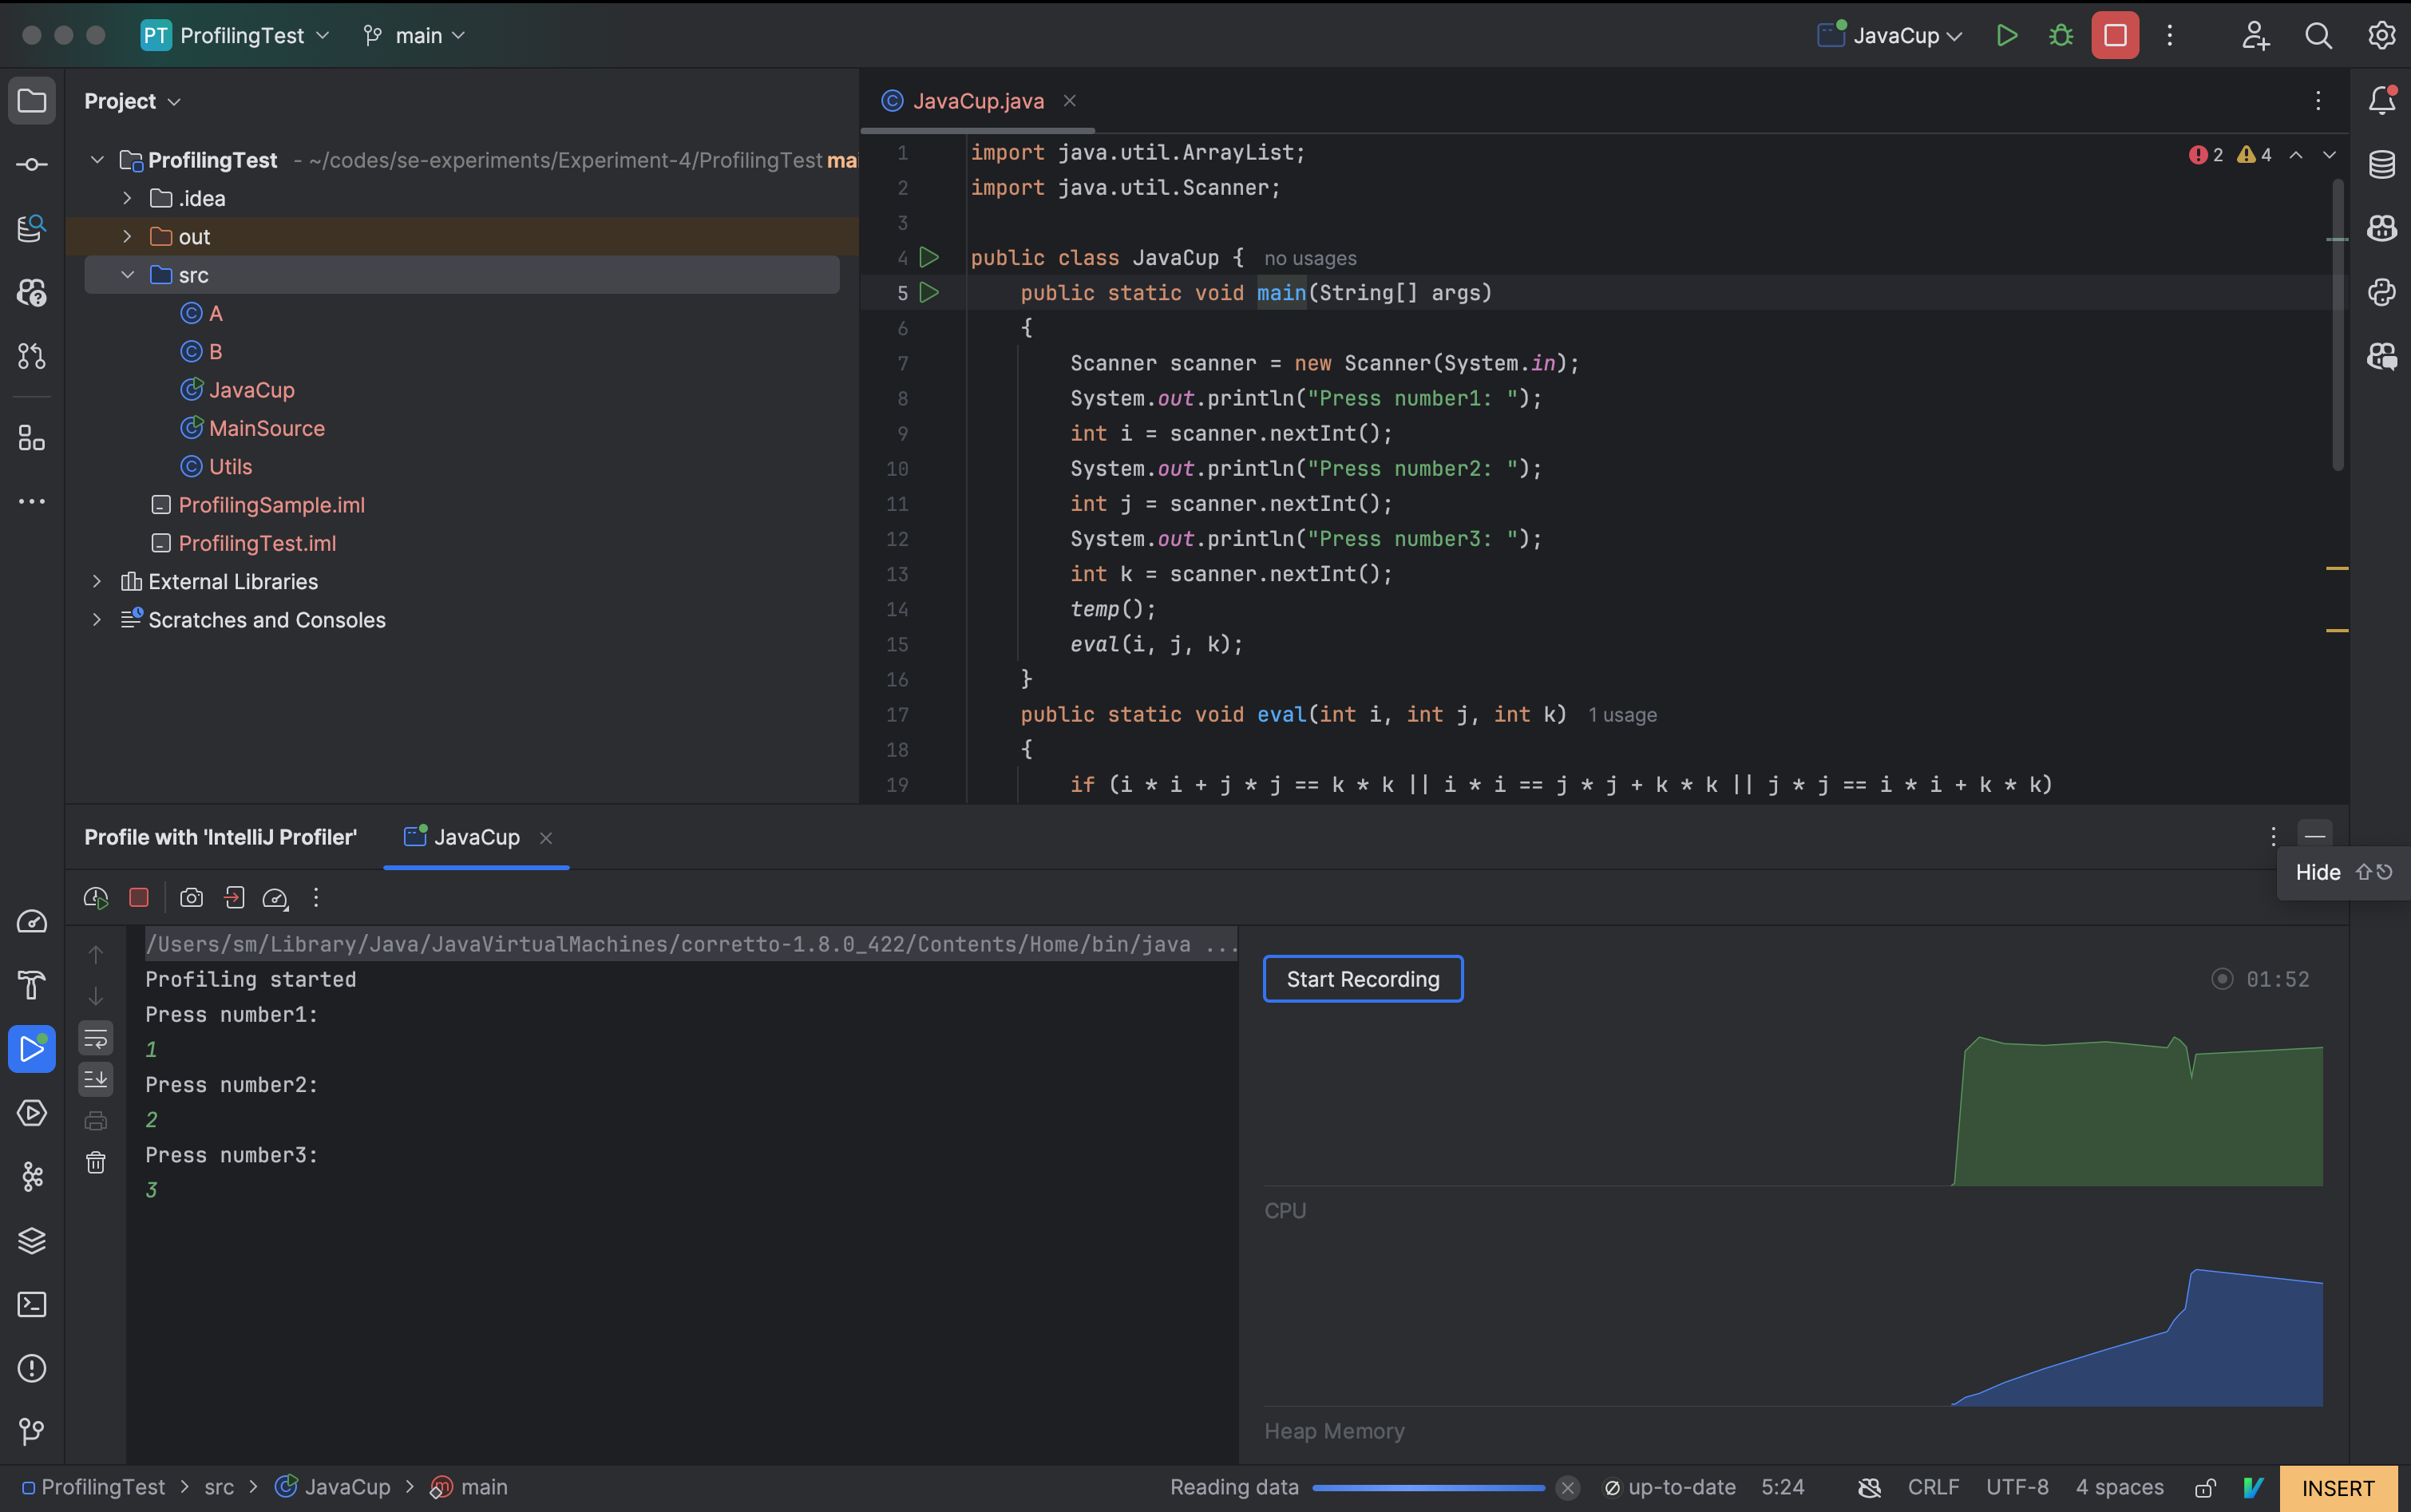 PT ProfilingTest main JavaCup
Project
ProfilingTest - ~/codes/se-experiments/Experiment-4/ProfilingTest mai
.idea
out
src
A
B
JavaCup
MainSource
Utils
ProfilingSample.iml
ProfilingTest.iml
External Libraries
Scratches and Consoles
JavaCup.java
2 4
1 import java.util.ArrayList;
2 import java.util.Scanner;
3
4 public class JavaCup { no usages
5 public static void main(String[] args)
6 {
7 Scanner scanner = new Scanner(System.in);
8 System.out.println("Press number1: ");
9 int i = scanner.nextInt();
10 System.out.println("Press number2: ");
11 int j = scanner.nextInt();
12 System.out.println("Press number3: ");
13 int k = scanner.nextInt();
14 temp();
15 eval(i, j, k);
16 }
17 public static void eval(int i, int j, int k) 1 usage
18 {
19 if (i * i + j * j == k * k || i * i == j * j + k * k || j * j == i * i + k * k)
Profile with 'IntelliJ Profiler' JavaCup
Hide ⇧⎋
/Users/sm/Library/Java/JavaVirtualMachines/corretto-1.8.0_422/Contents/Home/bin/java ...
Profiling started
Press number1:
1
Press number2:
2
Press number3:
3
Start Recording 01:52
CPU
Heap Memory
ProfilingTest > src > JavaCup > main Reading data up-to-date 5:24 CRLF UTF-8 4 spaces INSERT